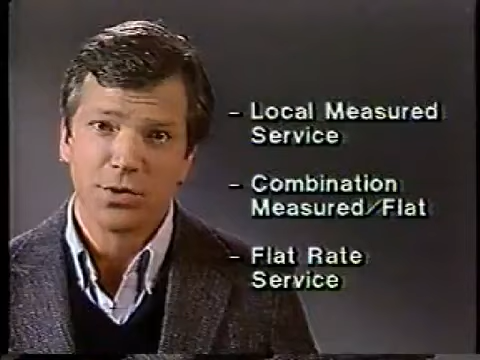 - Local Measured
Service
- Combination
Measured/Flat
- Flat Rate
Service